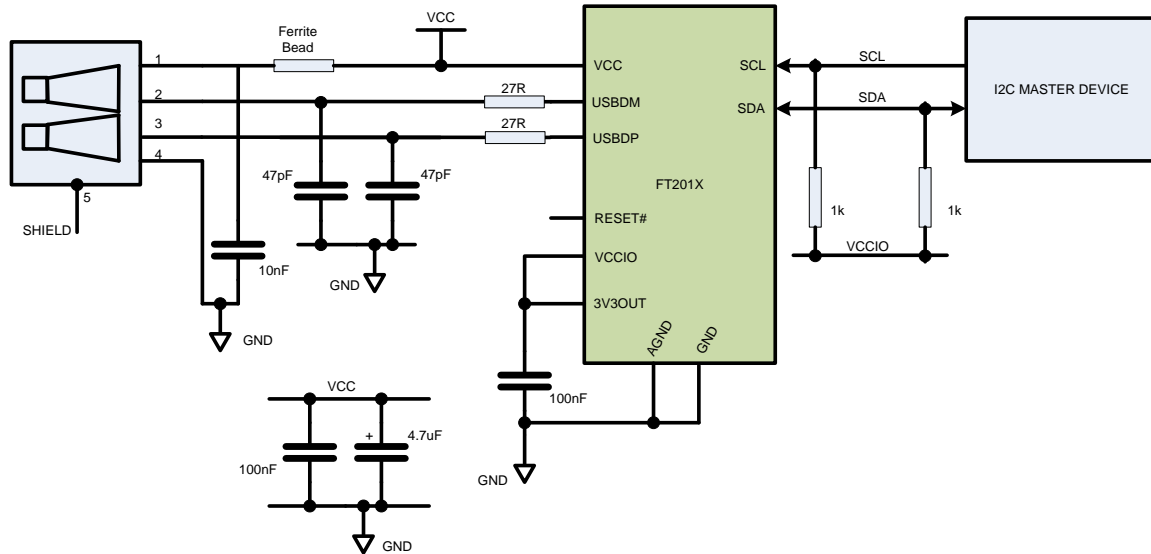 VCC
Ferrite
Bead
1
VCC
SCL
SCL
I2C MASTER DEVICE
27R
2
USBDM
SDA
SDA
27R
3
USBDP
4
47pF
47pF
FT201X
5
1k
1k
SHIELD
RESET#
VCCIO
VCCIO
10nF
GND
3V3OUT
GND
AGND
GND
VCC
100nF
+
4.7uF
100nF
GND
GND